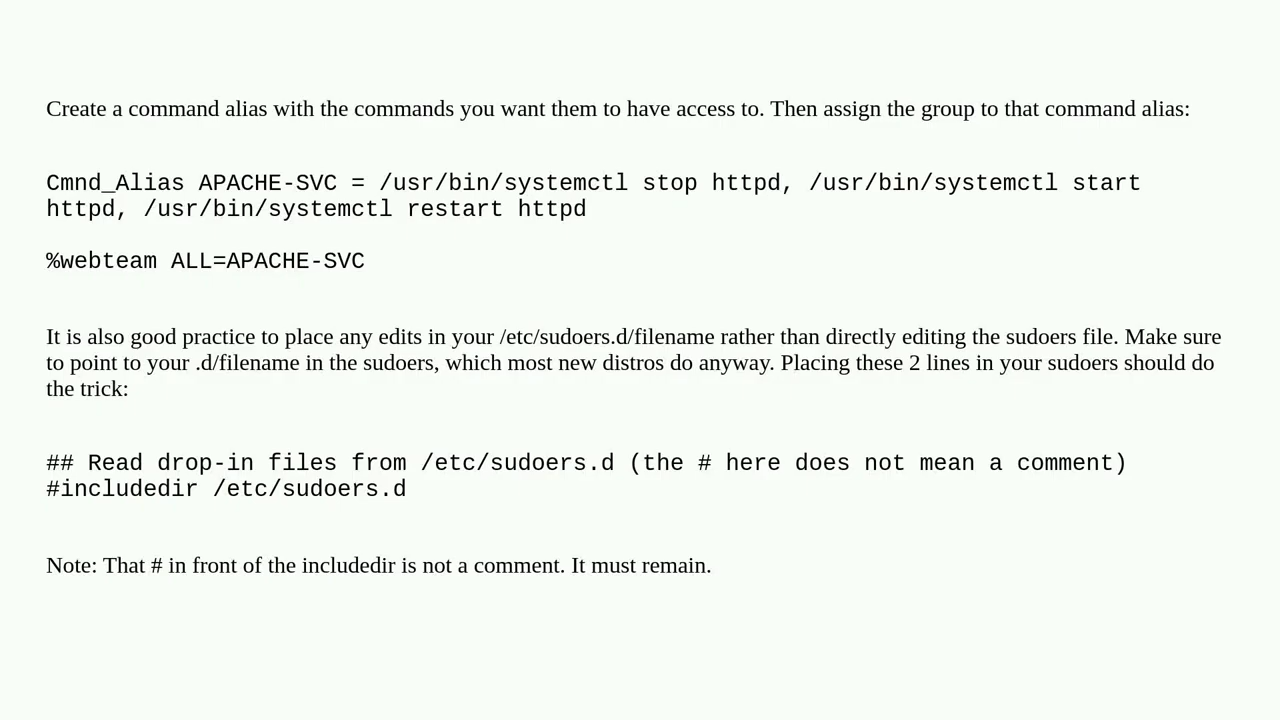 Create a command alias with the commands you want them to have access to. Then assign the group to that command alias:
Cmnd_Alias APACHE-SVC = /usr/bin/systemctl stop httpd, /usr/bin/systemctl start
httpd, /usr/bin/systemctl restart httpd
%webteam ALL=APACHE-SVC
It is also good practice to place any edits in your /etc/sudoers.d/filename rather than directly editing the sudoers file. Make sure
to point to your .d/filename in the sudoers, which most new distros do anyway. Placing these 2 lines in your sudoers should do
the trick:
## Read drop-in files from /etc/sudoers.d (the # here does not mean a comment)
#includedir /etc/sudoers.d
Note: That # in front of the includedir is not a comment. It must remain.